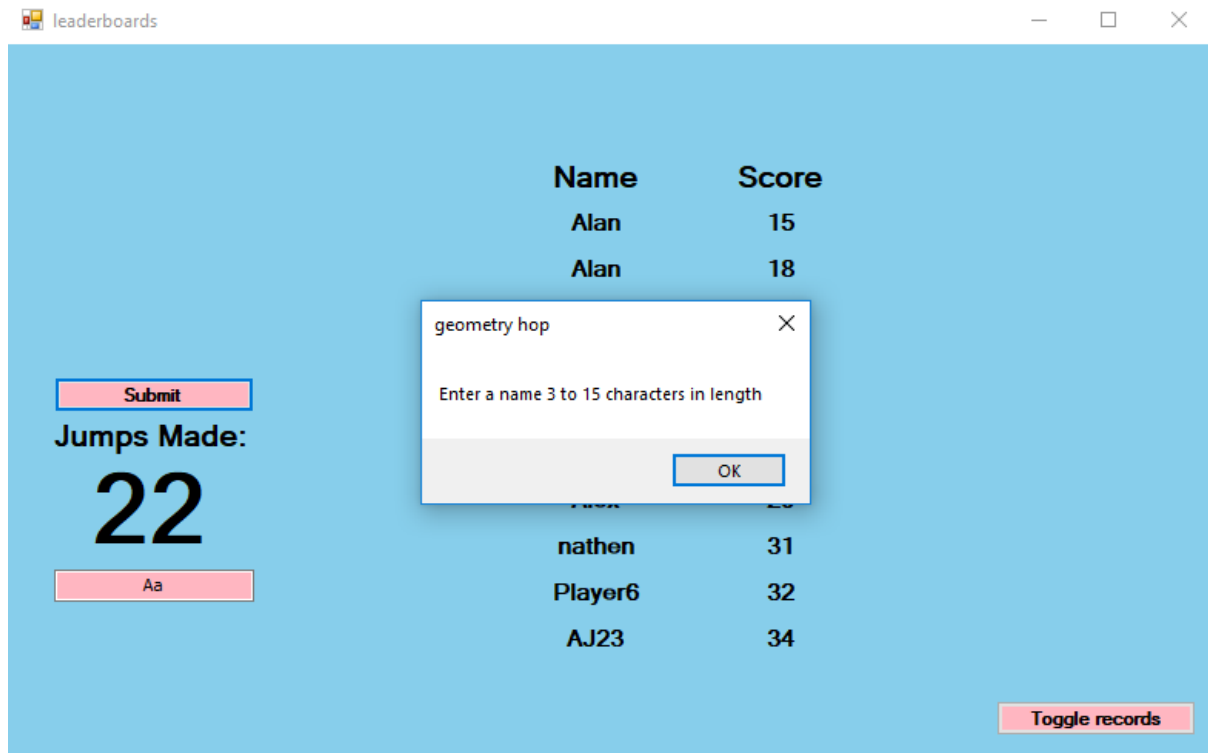 leaderboards
Name Score
Alan 15
Alan 18
geometry hop
Enter a name 3 to 15 characters in length
OK
Submit
Jumps Made:
22
Aa
nathen 31
Player6 32
AJ23 34
Toggle records